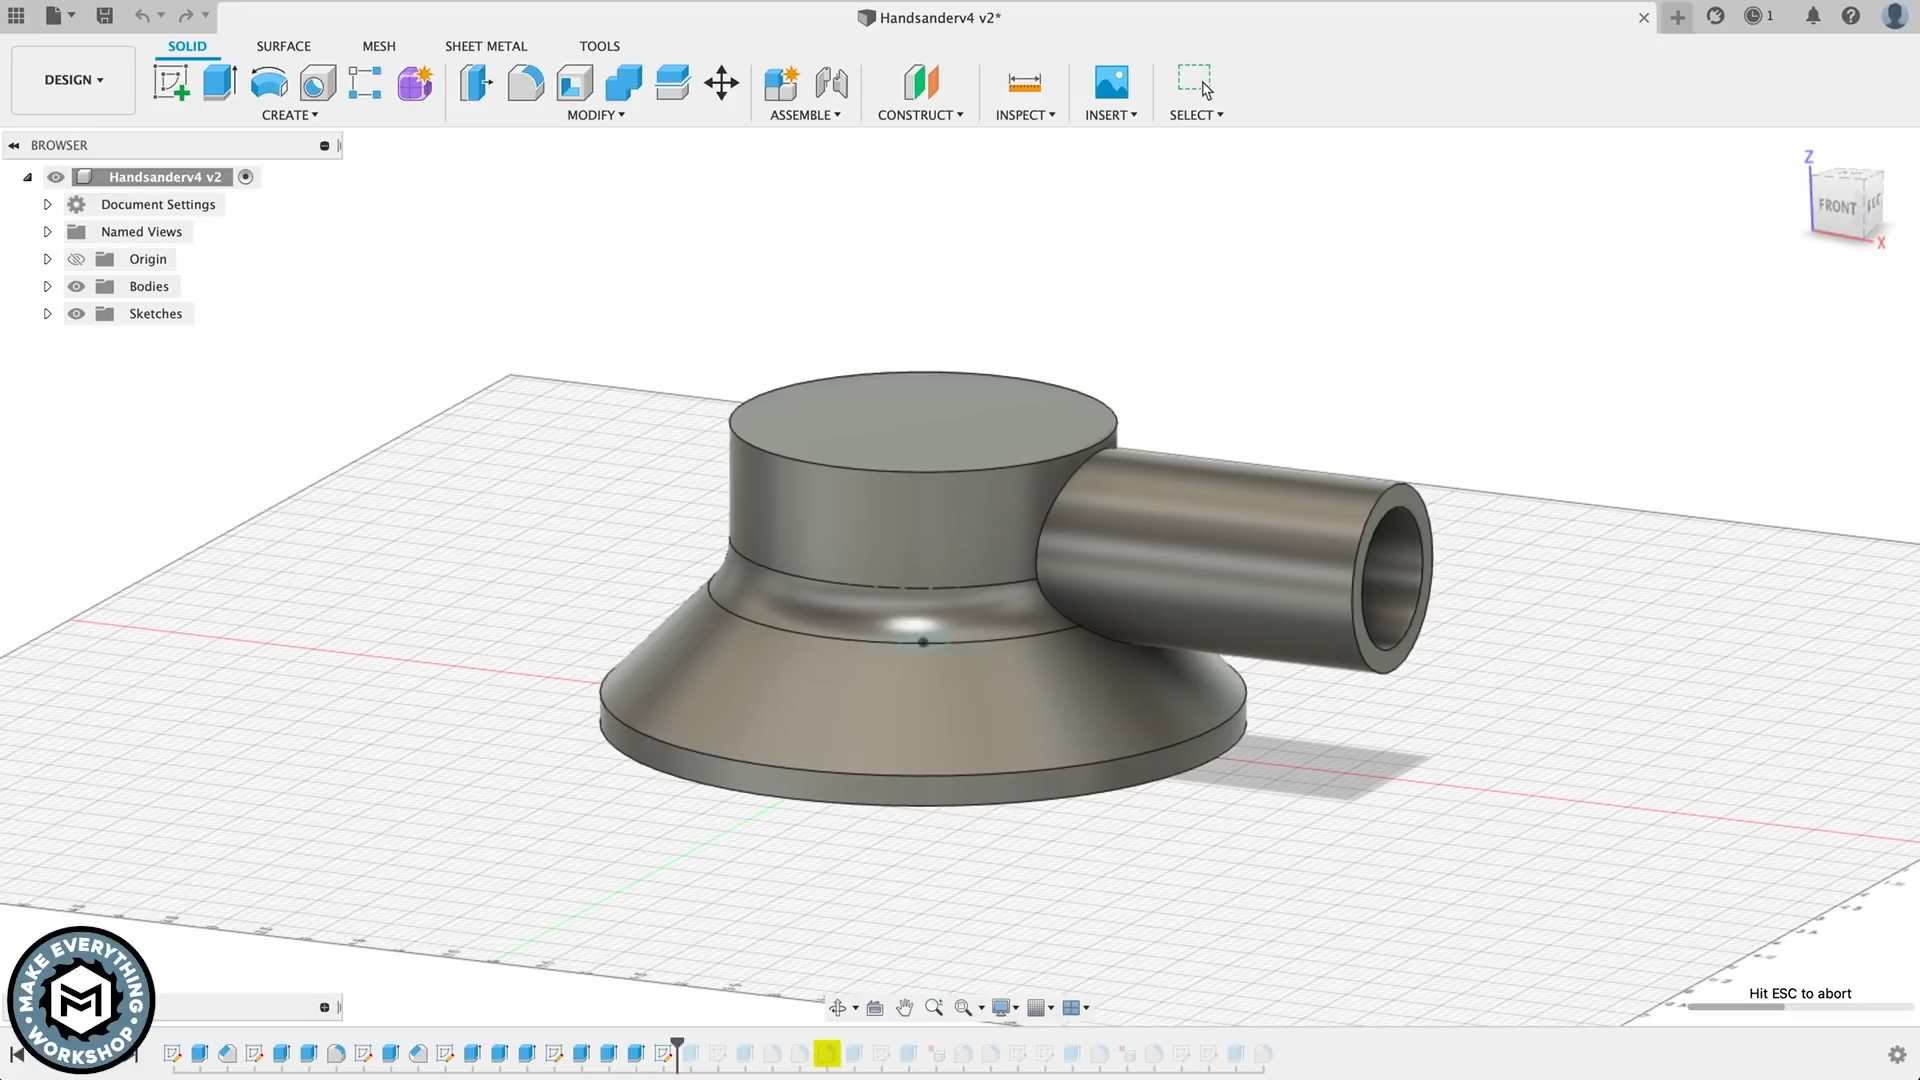 Handsanderv4 v2*
1
SOLID SURFACE MESH SHEET METAL TOOLS
DESIGN
CREATE MODIFY ASSEMBLE CONSTRUCT INSPECT INSERT SELECT
BROWSER
Handsanderv4 v2
Document Settings
Named Views
Origin
Bodies
Sketches
Z
FRONT
X
MAKE EVERYTHING
WORKSHOP
Hit ESC to abort